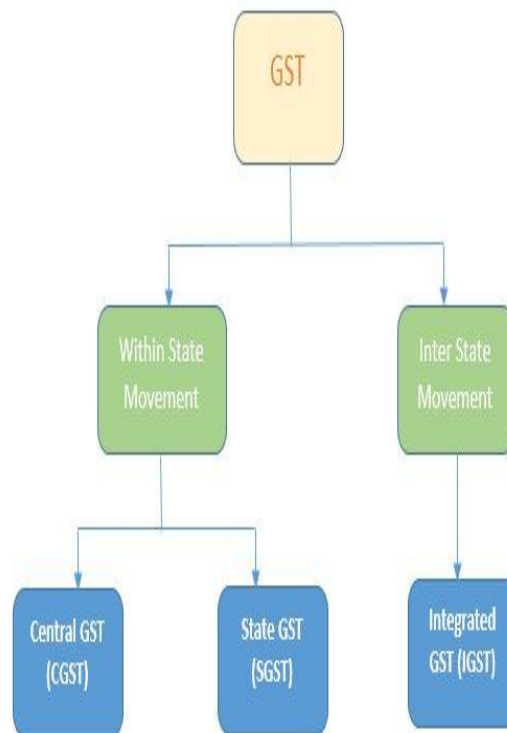 GST
Within State
Movement
Inter State
Movement
Central GST
(CGST)
State GST
(SGST)
Integrated
GST (IGST)